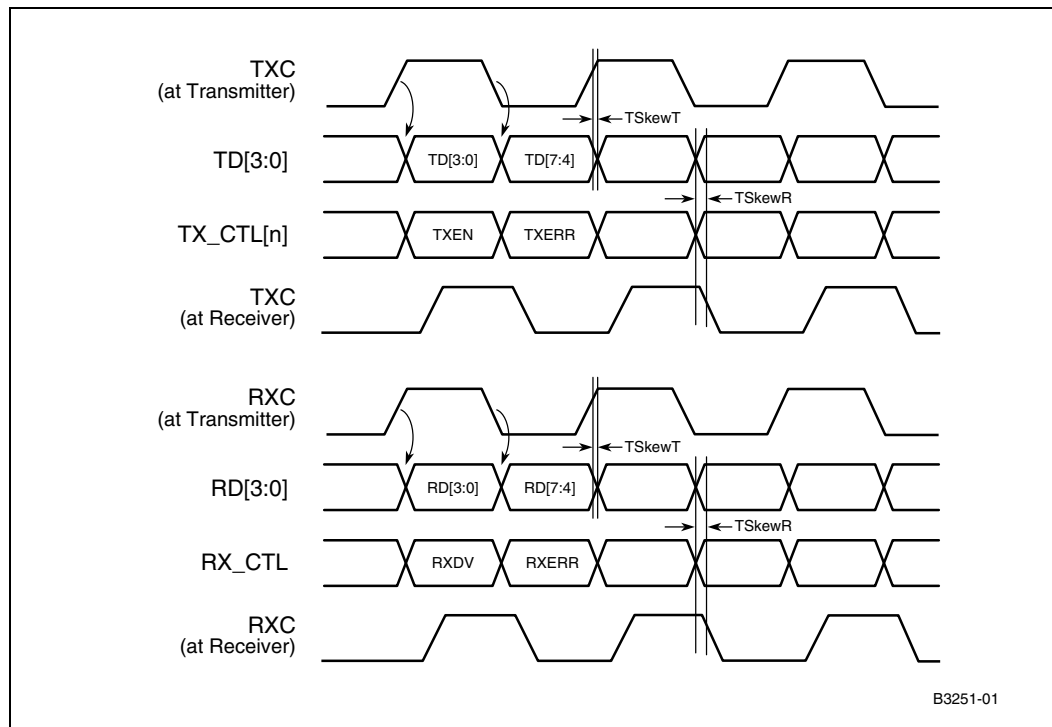 TXC
(at Transmitter)
TSkewT
TD[3:0]
TD[3:0]
TD[7:4]
TSkewR
TX_CTL[n]
TXEN
TXERR
TXC
(at Receiver)
RXC
(at Transmitter)
TSkewT
RD[3:0]
RD[3:0]
RD[7:4]
TSkewR
RX_CTL
RXDV
RXERR
RXC
(at Receiver)
B3251-01